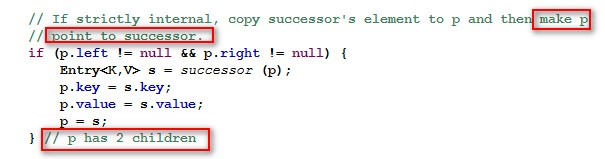 // If strictly internal, copy successor's element to p and then make p
// point to successor.
if (p.left != null && p.right != null) {
Entry<K,V> s = successor (p);
p.key = s.key;
p.value = s.value;
p = s;
} // p has 2 children